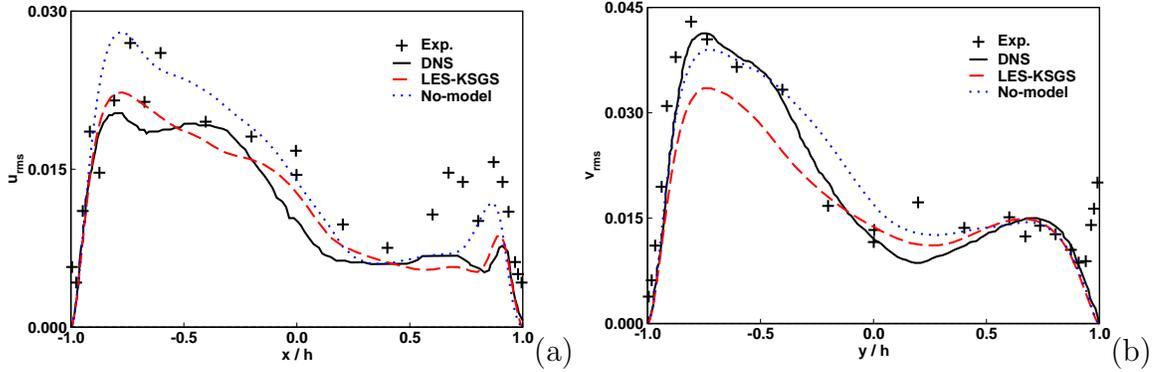 0.030
0.015
0.000
u_rms
-1.0 -0.5 0.0 0.5 1.0
x / h
Exp.
DNS
LES-KSGS
No-model
(a)
0.045
0.030
0.015
0.000
v_rms
-1.0 -0.5 0.0 0.5 1.0
y / h
Exp.
DNS
LES-KSGS
No-model
(b)